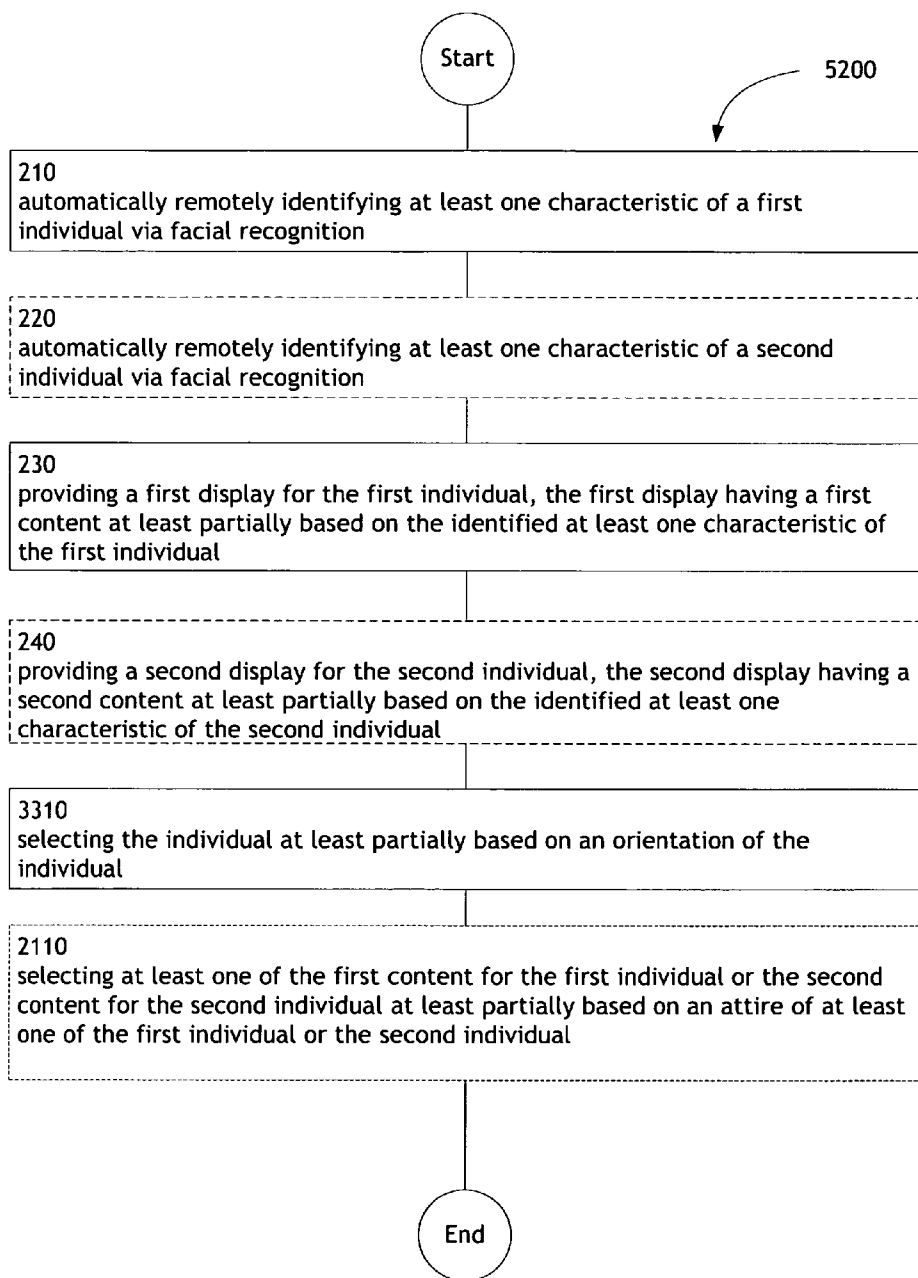 Start
5200
210
automatically remotely identifying at least one characteristic of a first
individual via facial recognition
220
automatically remotely identifying at least one characteristic of a second
individual via facial recognition
230
providing a first display for the first individual, the first display having a first
content at least partially based on the identified at least one characteristic of
the first individual
240
providing a second display for the second individual, the second display having a
second content at least partially based on the identified at least one
characteristic of the second individual
3310
selecting the individual at least partially based on an orientation of the
individual
2110
selecting at least one of the first content for the first individual or the second
content for the second individual at least partially based on an attire of at least
one of the first individual or the second individual
End